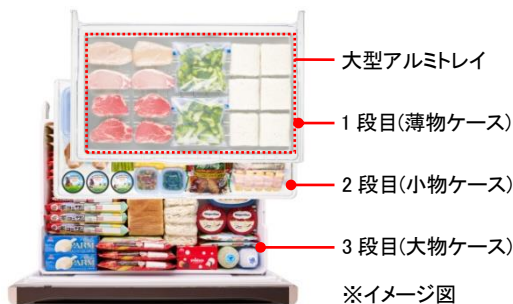 大型アルミトレイ
1 段目(薄物ケース)
2 段目(小物ケース)
3 段目(大物ケース)
※イメージ図
PARM